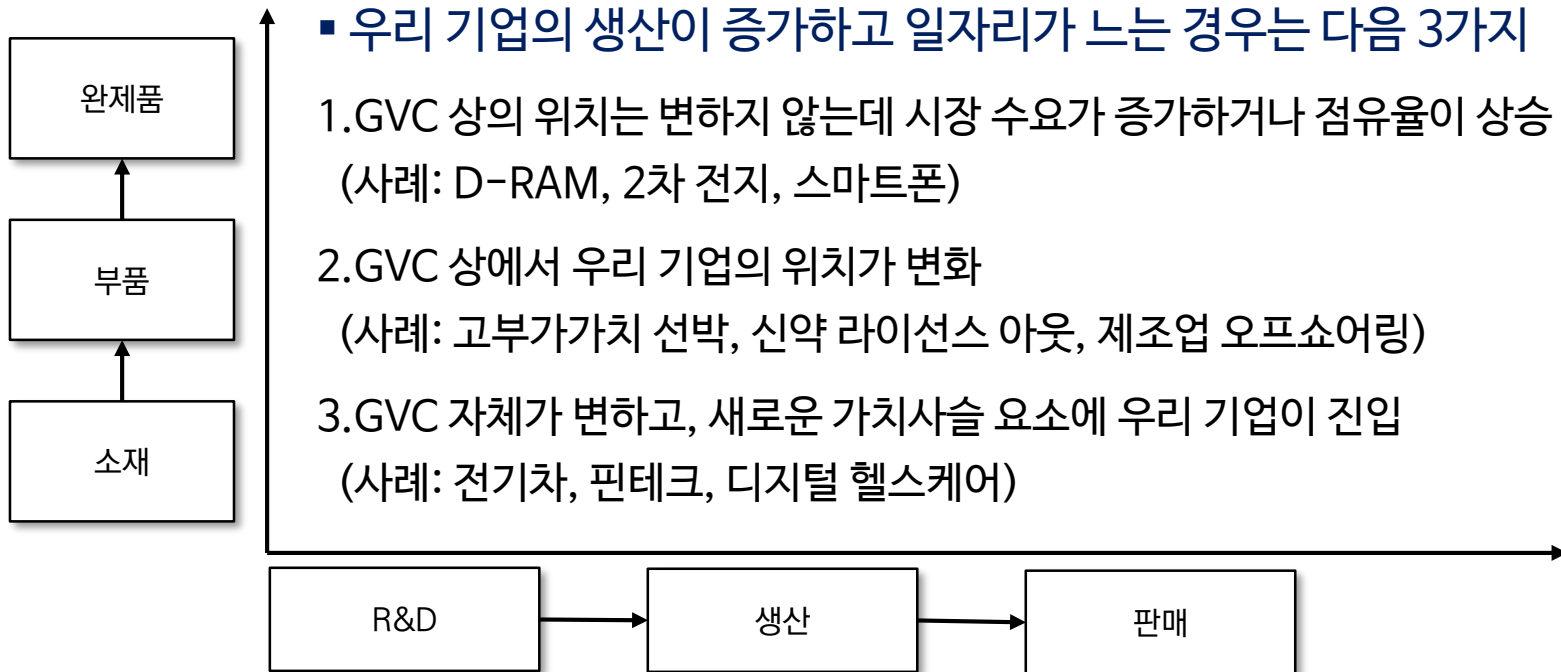 ▪ 우리 기업의 생산이 증가하고 일자리가 느는 경우는 다음 3가지
1.GVC 상의 위치는 변하지 않는데 시장 수요가 증가하거나 점유율이 상승
(사례: D-RAM, 2차 전지, 스마트폰)
2.GVC 상에서 우리 기업의 위치가 변화
(사례: 고부가가치 선박, 신약 라이선스 아웃, 제조업 오프쇼어링)
3.GVC 자체가 변하고, 새로운 가치사슬 요소에 우리 기업이 진입
(사례: 전기차, 핀테크, 디지털 헬스케어)
완제품
부품
소재
R&D
생산
판매